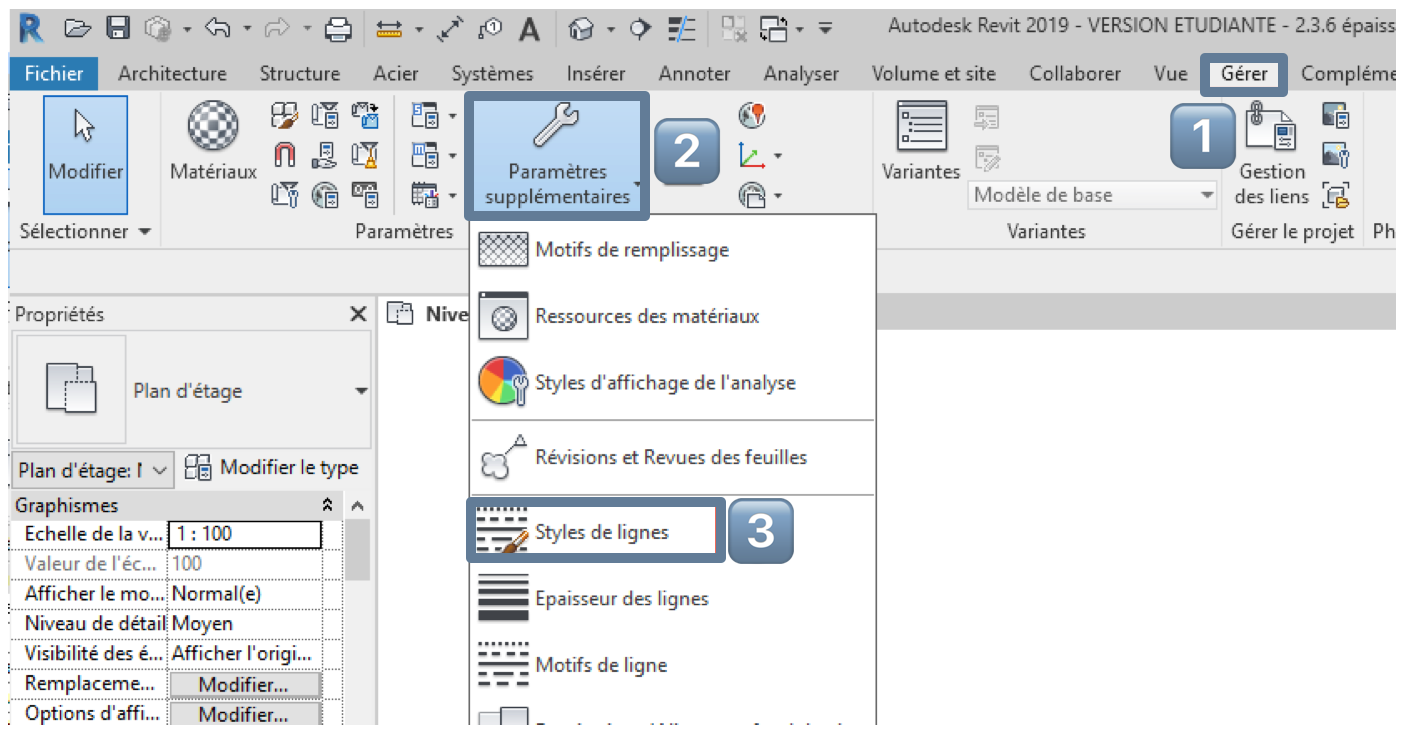 Autodesk Revit 2019 - VERSION ETUDIANTE - 2.3.6 épaiss
Fichier Architecture Structure Acier Systèmes Insérer Annoter Analyser Volume et site Collaborer Vue Gérer Compléme
1
2
Modifier
Matériaux
Paramètres
supplémentaires
Variantes
Modèle de base
Gestion
des liens
Sélectionner
Paramètres
Variantes
Gérer le projet
Ph
Motifs de remplissage
Ressources des matériaux
Styles d'affichage de l'analyse
Révisions et Revues des feuilles
Styles de lignes
3
Epaisseur des lignes
Motifs de ligne
Propriétés
Nive
Plan d'étage
Plan d'étage:
Modifier le type
Graphismes
Echelle de la v... 1 : 100
Valeur de l'éc... 100
Afficher le mo... Normal(e)
Niveau de détail Moyen
Visibilité des é... Afficher l'origi...
Remplaceme... Modifier...
Options d'affi... Modifier...